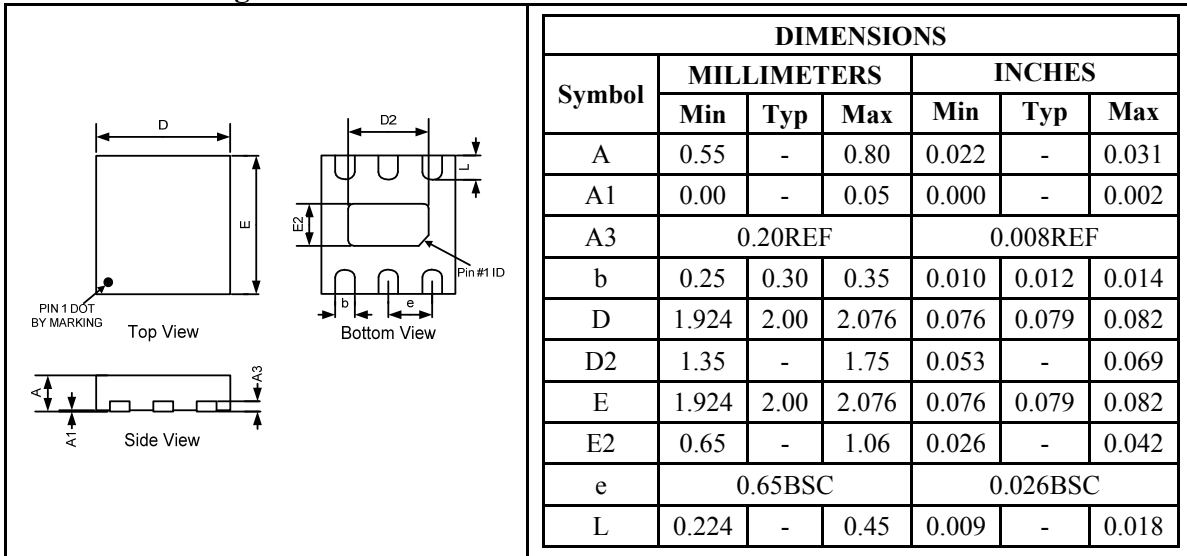 D
E
PIN 1 DOT
BY MARKING
Top View
D2
L
E2
Pin #1 ID
b
e
Bottom View
A
A1
A3
Side View
DIMENSIONS
Symbol MILLIMETERS INCHES
Min Typ Max Min Typ Max
A 0.55 - 0.80 0.022 - 0.031
A1 0.00 - 0.05 0.000 - 0.002
A3 0.20REF 0.008REF
b 0.25 0.30 0.35 0.010 0.012 0.014
D 1.924 2.00 2.076 0.076 0.079 0.082
D2 1.35 - 1.75 0.053 - 0.069
E 1.924 2.00 2.076 0.076 0.079 0.082
E2 0.65 - 1.06 0.026 - 0.042
e 0.65BSC 0.026BSC
L 0.224 - 0.45 0.009 - 0.018